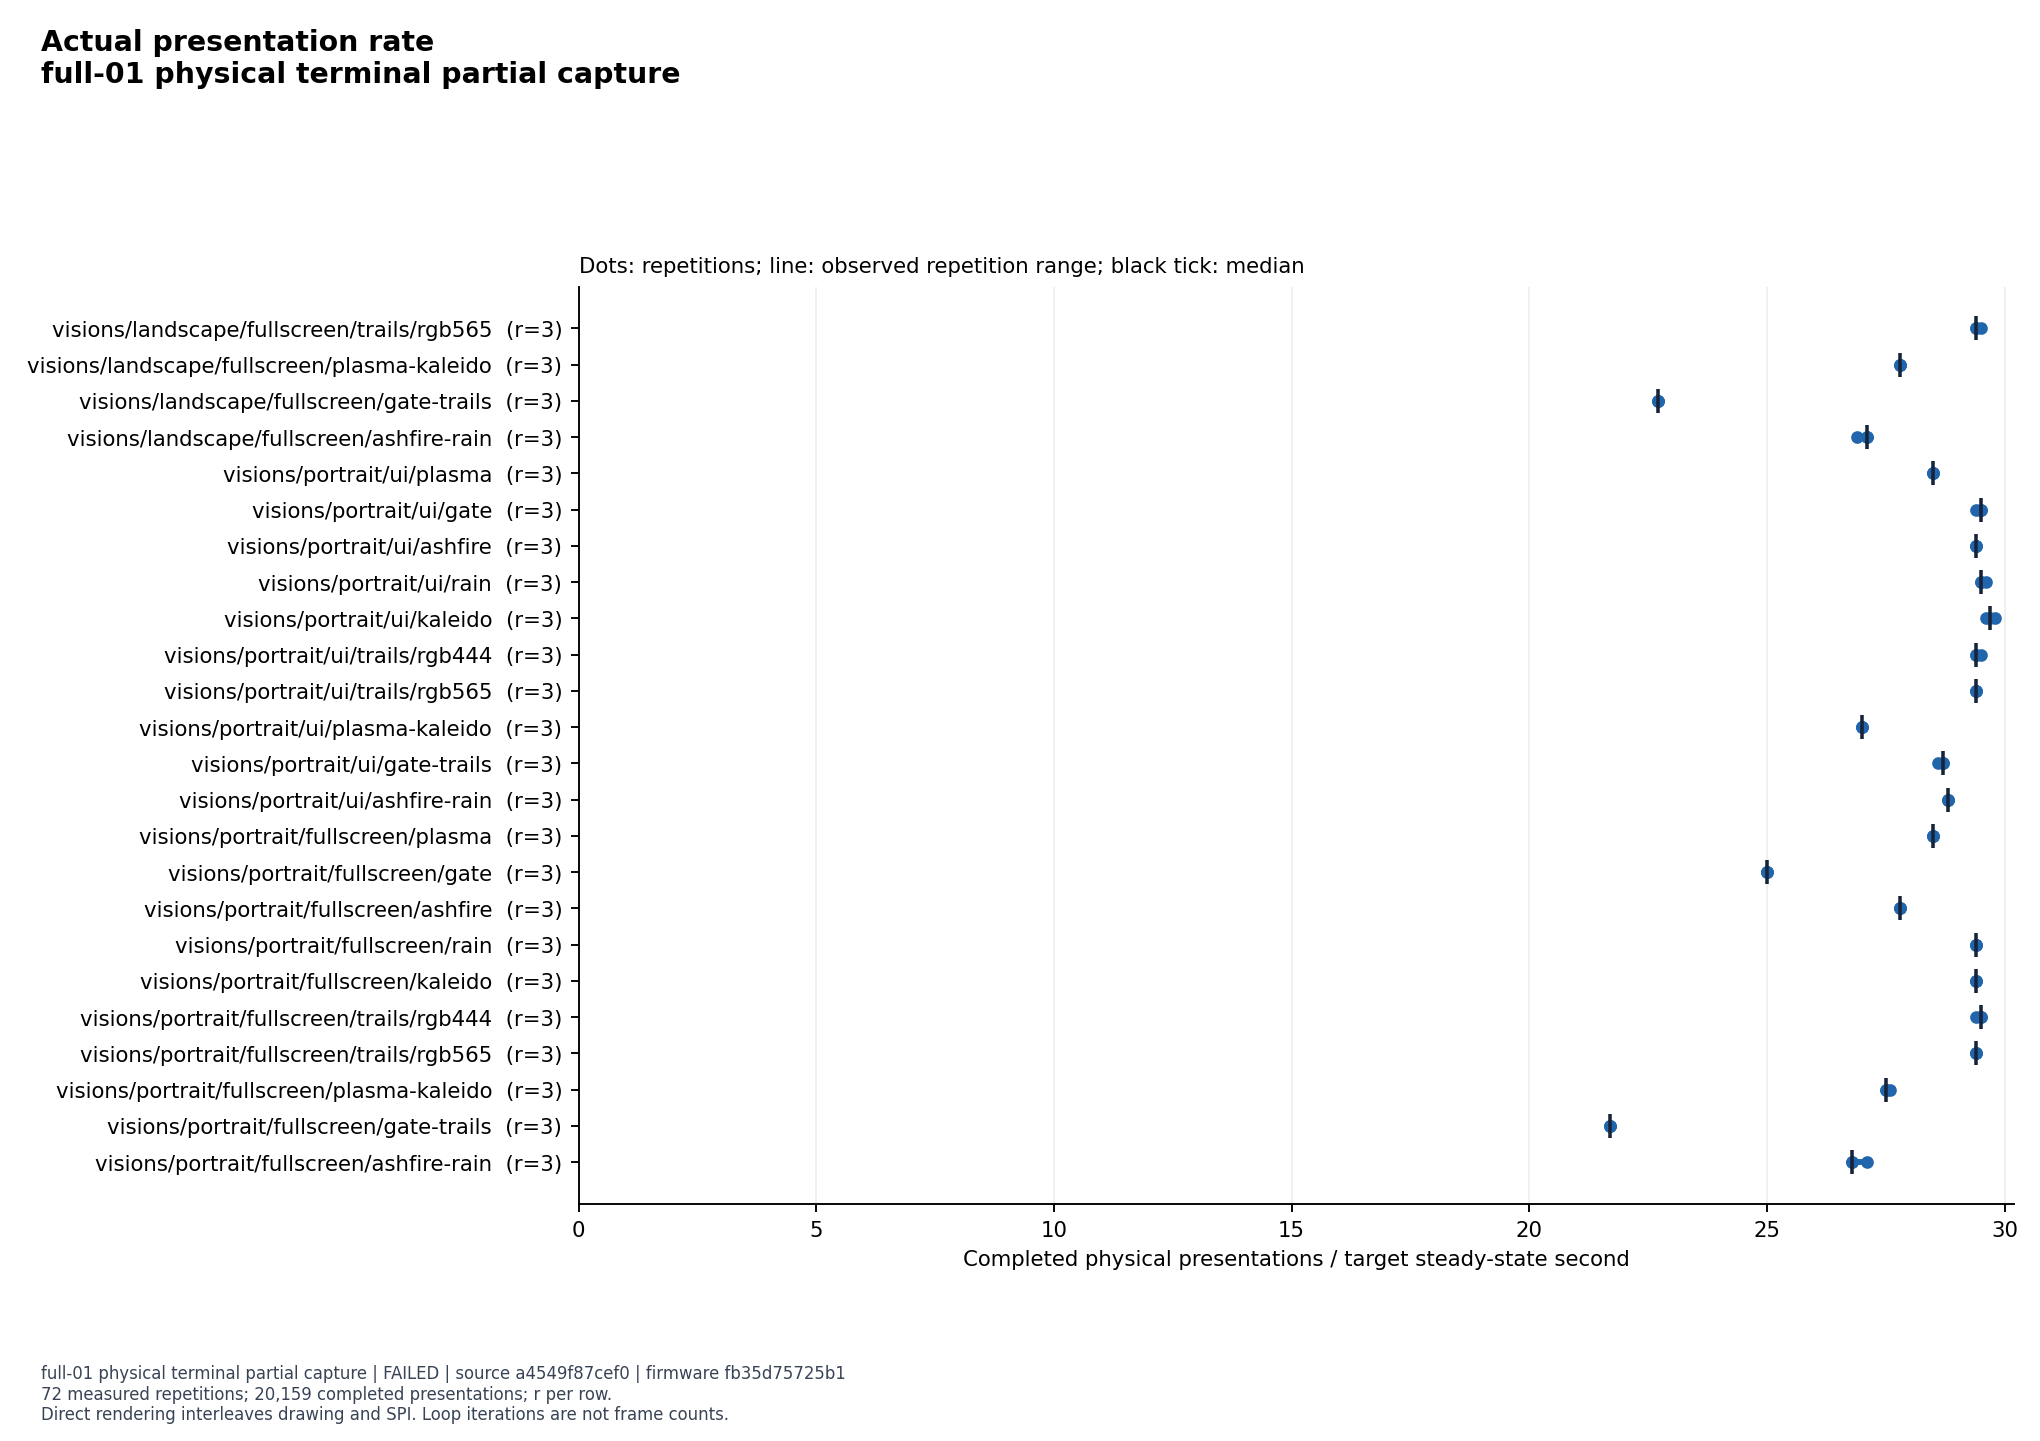 Actual presentation rate
full-01 physical terminal partial capture
Dots: repetitions; line: observed repetition range; black tick: median
visions/landscape/fullscreen/trails/rgb565 (r=3)
visions/landscape/fullscreen/plasma-kaleido (r=3)
visions/landscape/fullscreen/gate-trails (r=3)
visions/landscape/fullscreen/ashfire-rain (r=3)
visions/portrait/ui/plasma (r=3)
visions/portrait/ui/gate (r=3)
visions/portrait/ui/ashfire (r=3)
visions/portrait/ui/rain (r=3)
visions/portrait/ui/kaleido (r=3)
visions/portrait/ui/trails/rgb444 (r=3)
visions/portrait/ui/trails/rgb565 (r=3)
visions/portrait/ui/plasma-kaleido (r=3)
visions/portrait/ui/gate-trails (r=3)
visions/portrait/ui/ashfire-rain (r=3)
visions/portrait/fullscreen/plasma (r=3)
visions/portrait/fullscreen/gate (r=3)
visions/portrait/fullscreen/ashfire (r=3)
visions/portrait/fullscreen/rain (r=3)
visions/portrait/fullscreen/kaleido (r=3)
visions/portrait/fullscreen/trails/rgb444 (r=3)
visions/portrait/fullscreen/trails/rgb565 (r=3)
visions/portrait/fullscreen/plasma-kaleido (r=3)
visions/portrait/fullscreen/gate-trails (r=3)
visions/portrait/fullscreen/ashfire-rain (r=3)
0 5 10 15 20 25 30
Completed physical presentations / target steady-state second
full-01 physical terminal partial capture | FAILED | source a4549f87cef0 | firmware fb35d75725b1
72 measured repetitions; 20,159 completed presentations; r per row.
Direct rendering interleaves drawing and SPI. Loop iterations are not frame counts.